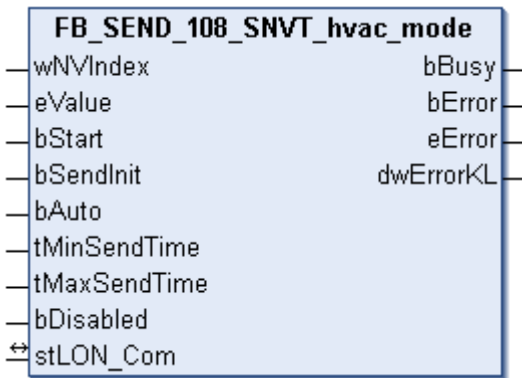 FB_SEND_108_SNVT_hvac_mode
wNVIndex bBusy
eValue bError
bStart eError
bSendInit dwErrorKL
bAuto
tMinSendTime
tMaxSendTime
bDisabled
stLON_Com